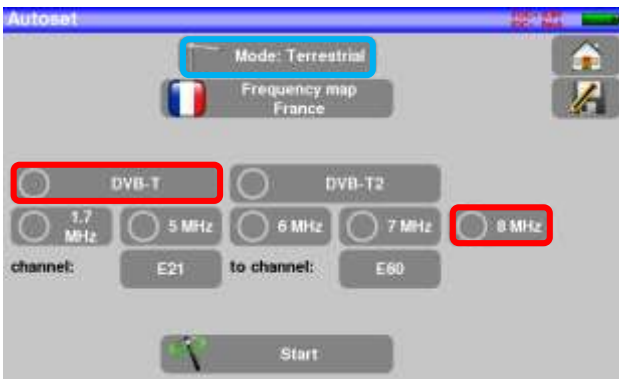 Autoset
Mode: Terrestrial
Frequency map
France
DVB-T
DVB-T2
1,7
MHz
5 MHz
6 MHz
7 MHz
8 MHz
channel:
E21
to channel:
E60
Start